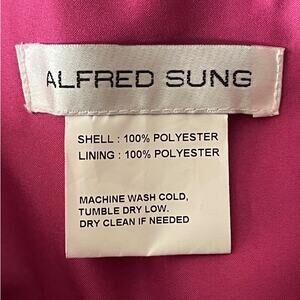 ALFRED SUNG
SHELL : 100% POLYESTER
LINING : 100% POLYESTER
MACHINE WASH COLD,
TUMBLE DRY LOW.
DRY CLEAN IF NEEDED